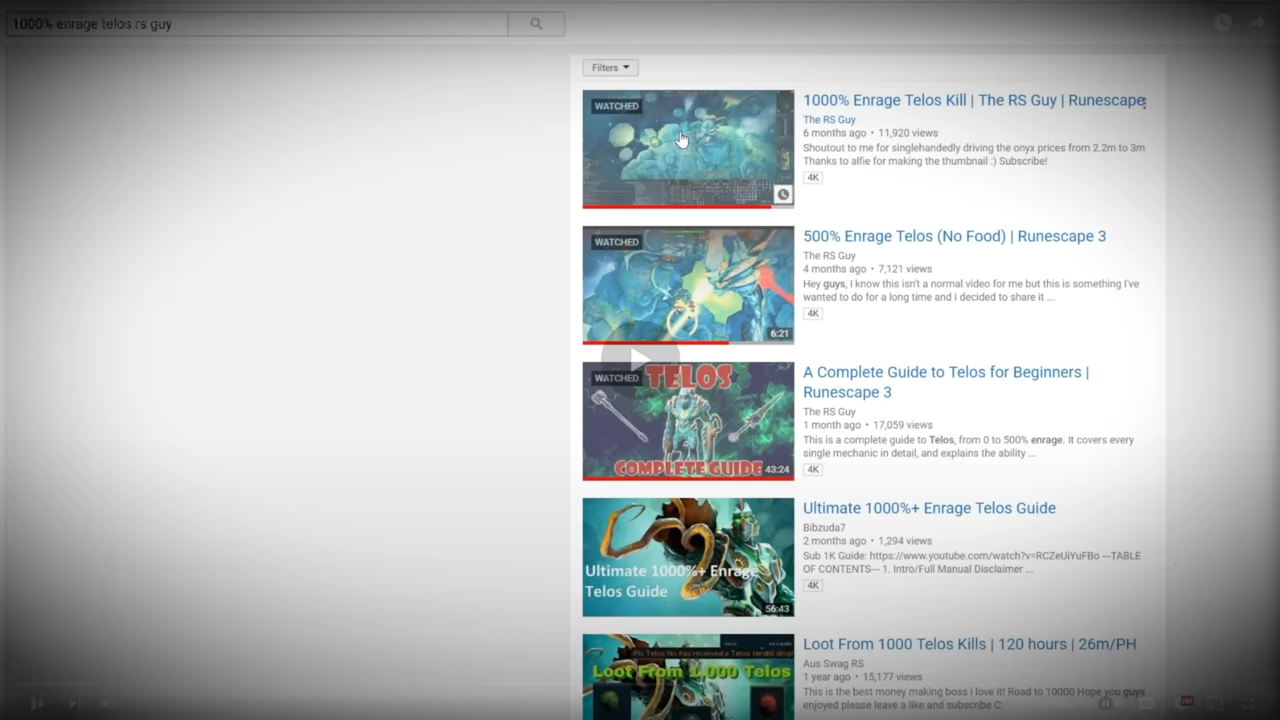 1000% enrage telos rs guy
Filters
WATCHED
1000% Enrage Telos Kill | The RS Guy | Runescape
The RS Guy
6 months ago • 11,920 views
Shoutout to me for singlehandedly driving the onyx prices from 2.2m to 3m
Thanks to alfie for making the thumbnail :) Subscribe!
4K
WATCHED
6:21
500% Enrage Telos (No Food) | Runescape 3
The RS Guy
4 months ago • 7,121 views
Hey guys, I know this isn't a normal video for me but this is something I've
wanted to do for a long time and I decided to share it ...
4K
WATCHED
TELOS
COMPLETE GUIDE
43:24
A Complete Guide to Telos for Beginners |
Runescape 3
The RS Guy
1 month ago • 17,059 views
This is a complete guide to Telos, from 0 to 500% enrage. It covers every
single mechanic in detail, and explains the ability ...
4K
Ultimate 1000%+ Enrage
Telos Guide
56:43
Ultimate 1000%+ Enrage Telos Guide
Bibzuda7
2 months ago • 1,294 views
Sub 1K Guide: https://www.youtube.com/watch?v=RCZeUiYuFBo ---TABLE
OF CONTENTS--- 1. Intro/Full Manual Disclaimer ...
4K
Loot From 1,000 Telos
Loot From 1000 Telos Kills | 120 hours | 26m/PH
Aus Swag RS
1 year ago • 15,177 views
This is the best money making boss i love it! Road to 10000 Hope you guys
enjoyed please leave a like and subscribe C: